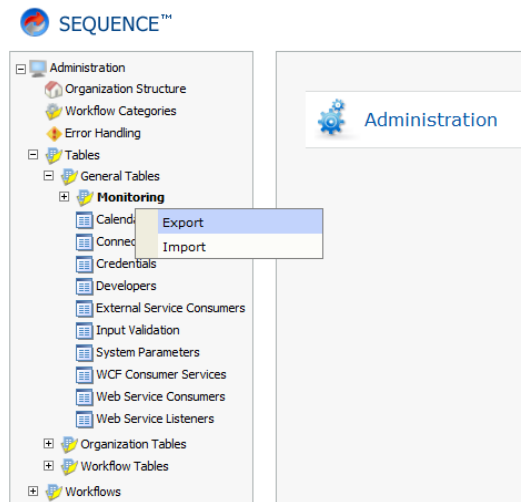 SEQUENCE™
Administration
Organization Structure
Workflow Categories
Error Handling
Tables
General Tables
Monitoring
Calend
Connec
Credentials
Developers
External Service Consumers
Input Validation
System Parameters
WCF Consumer Services
Web Service Consumers
Web Service Listeners
Organization Tables
Workflow Tables
Workflows
Export
Import
Administration